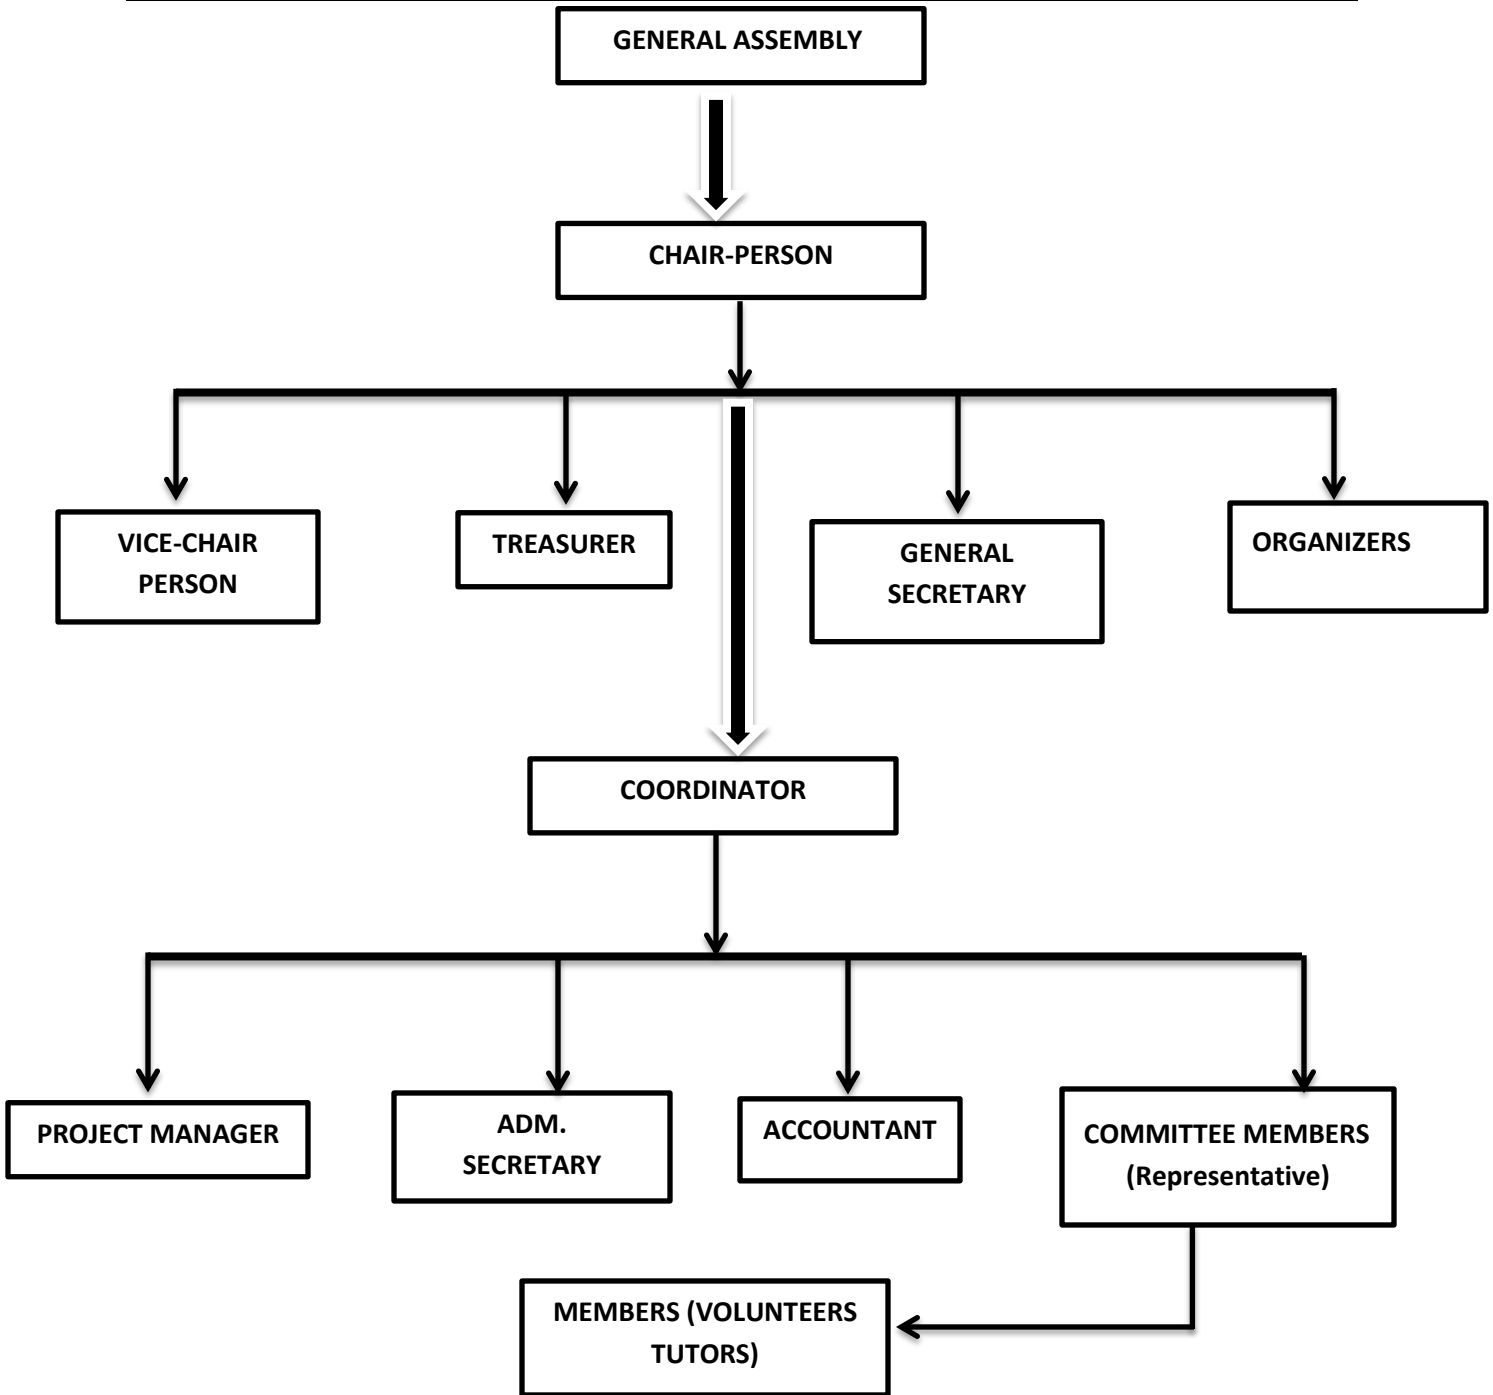 GENERAL ASSEMBLY
CHAIR-PERSON
VICE-CHAIR
PERSON
TREASURER
GENERAL
SECRETARY
ORGANIZERS
COORDINATOR
PROJECT MANAGER
ADM.
SECRETARY
ACCOUNTANT
COMMITTEE MEMBERS
(Representative)
MEMBERS (VOLUNTEERS
TUTORS)